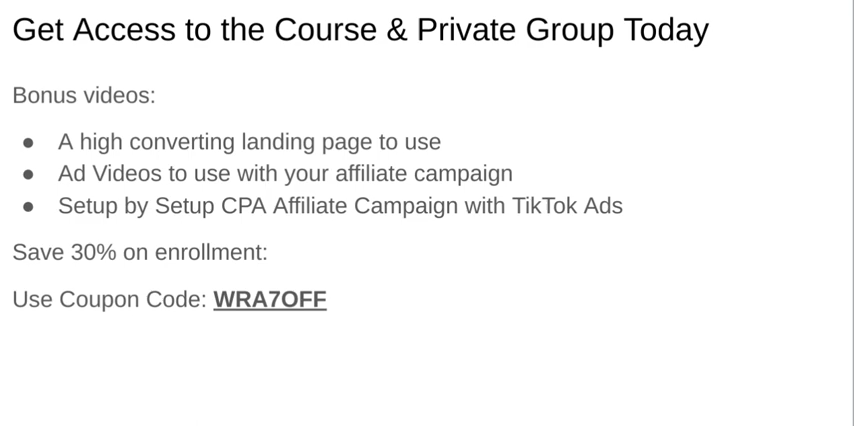 Get Access to the Course & Private Group Today
Bonus videos:
● A high converting landing page to use
● Ad Videos to use with your affiliate campaign
● Setup by Setup CPA Affiliate Campaign with TikTok Ads
Save 30% on enrollment:
Use Coupon Code: WRA7OFF